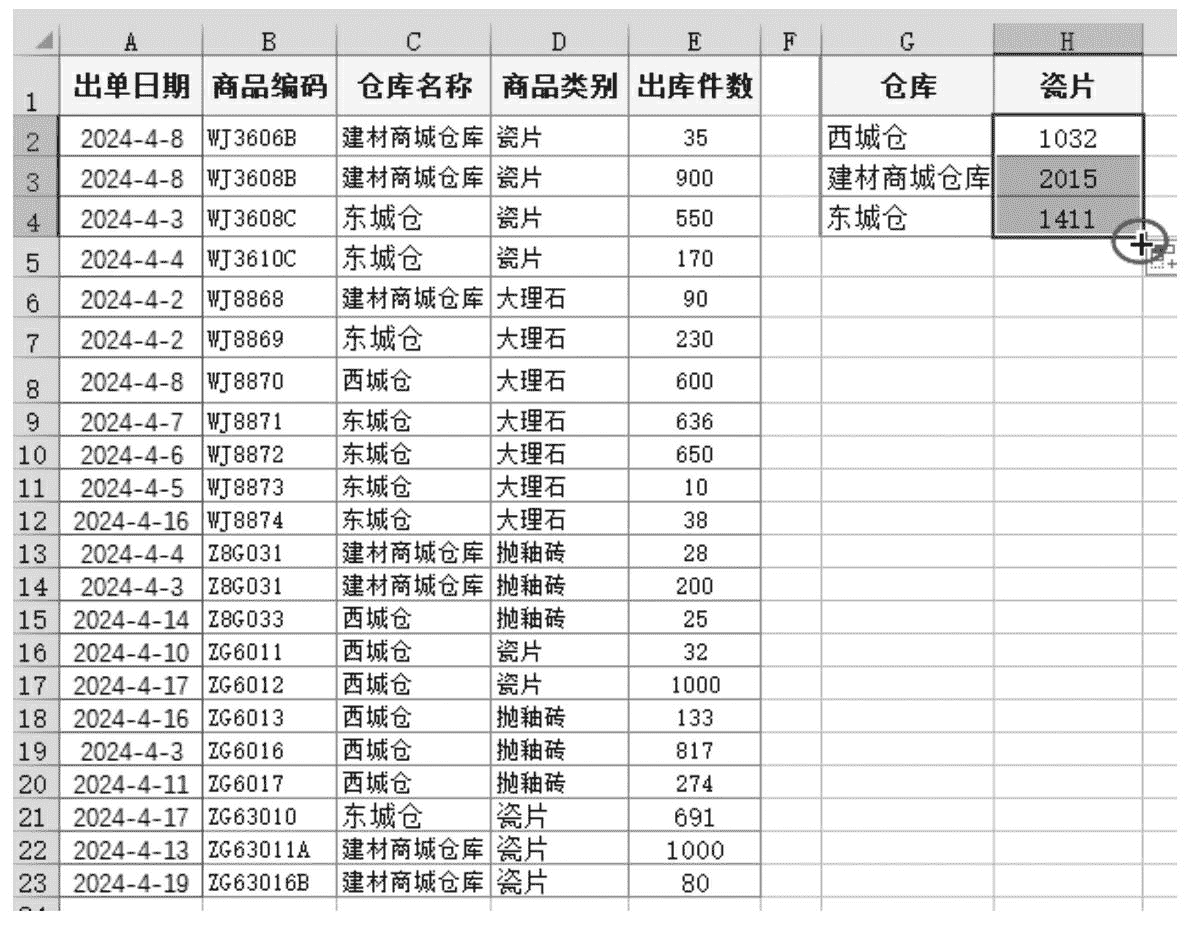 A B C D E F G H
1 出单日期 商品编码 仓库名称 商品类别 出库件数 仓库 瓷片
2 2024-4-8 WJ3606B 建材商城仓库 瓷片 35 西城仓 1032
3 2024-4-8 WJ3608B 建材商城仓库 瓷片 900 建材商城仓库 2015
4 2024-4-3 WJ3608C 东城仓 瓷片 550 东城仓 1411
5 2024-4-4 WJ3610C 东城仓 瓷片 170
6 2024-4-2 WJ8868 建材商城仓库 大理石 90
7 2024-4-2 WJ8869 东城仓 大理石 230
8 2024-4-8 WJ8870 西城仓 大理石 600
9 2024-4-7 WJ8871 东城仓 大理石 636
10 2024-4-6 WJ8872 东城仓 大理石 650
11 2024-4-5 WJ8873 东城仓 大理石 10
12 2024-4-16 WJ8874 东城仓 大理石 38
13 2024-4-4 Z8G031 建材商城仓库 抛釉砖 28
14 2024-4-3 Z8G031 建材商城仓库 抛釉砖 200
15 2024-4-14 Z8G033 西城仓 抛釉砖 25
16 2024-4-10 ZG6011 西城仓 瓷片 32
17 2024-4-17 ZG6012 西城仓 瓷片 1000
18 2024-4-16 ZG6013 西城仓 抛釉砖 133
19 2024-4-3 ZG6016 西城仓 抛釉砖 817
20 2024-4-11 ZG6017 西城仓 抛釉砖 274
21 2024-4-17 ZG63010 东城仓 瓷片 691
22 2024-4-13 ZG63011A 建材商城仓库 瓷片 1000
23 2024-4-19 ZG63016B 建材商城仓库 瓷片 80